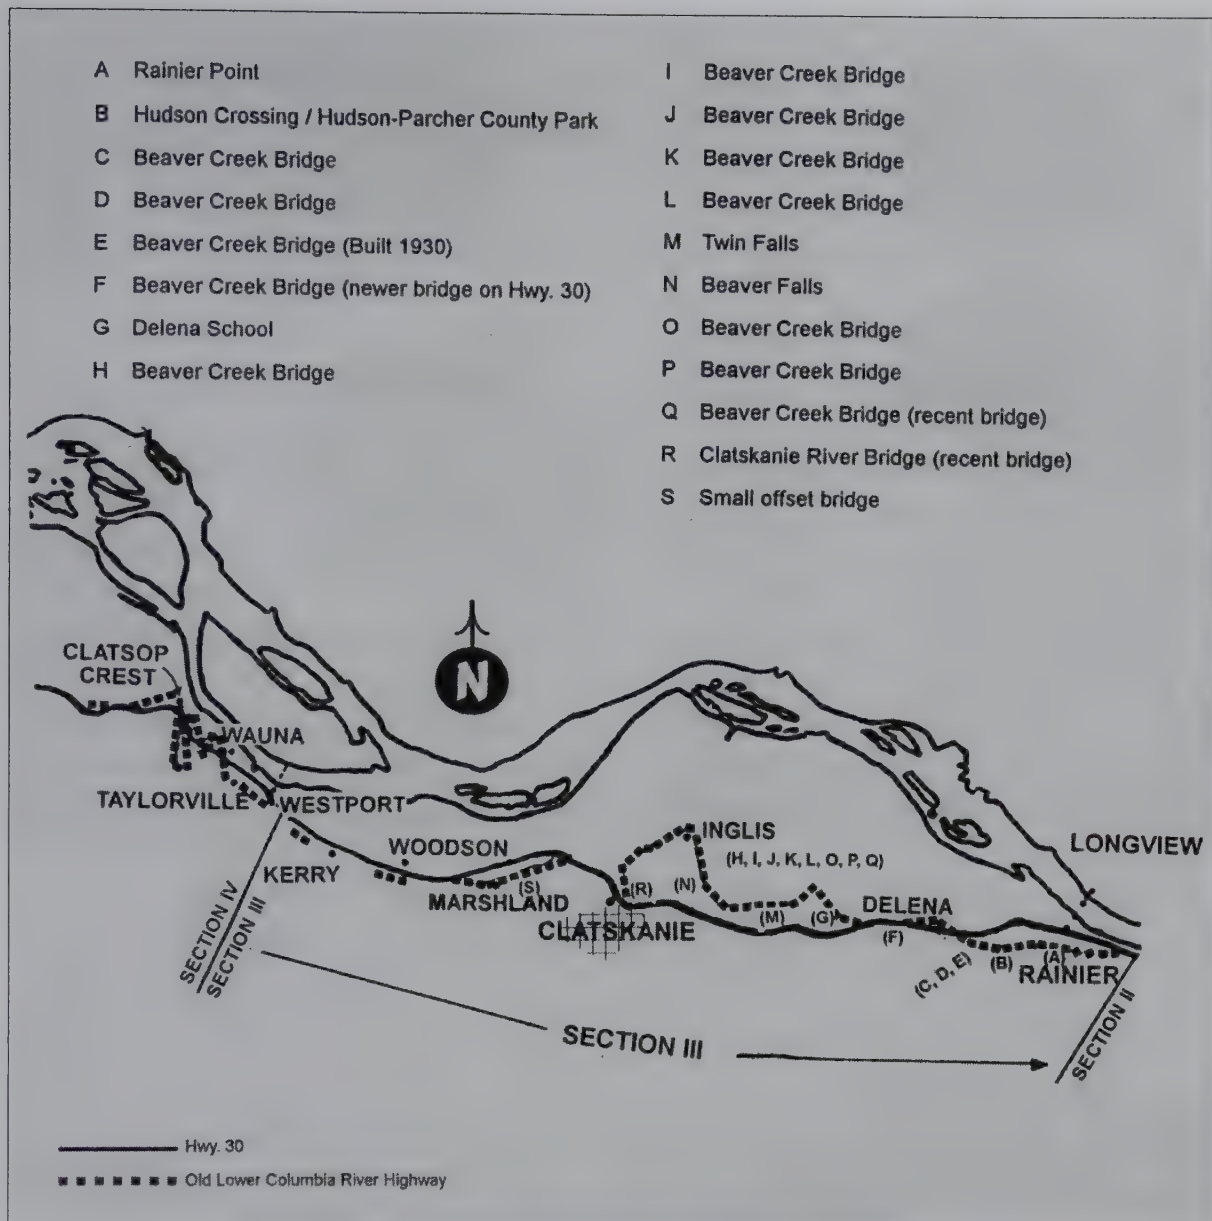 A Rainier Point
B Hudson Crossing / Hudson-Parcher County Park
C Beaver Creek Bridge
D Beaver Creek Bridge
E Beaver Creek Bridge (Built 1930)
F Beaver Creek Bridge (newer bridge on Hwy. 30)
G Delena School
H Beaver Creek Bridge
I Beaver Creek Bridge
J Beaver Creek Bridge
K Beaver Creek Bridge
L Beaver Creek Bridge
M Twin Falls
N Beaver Falls
O Beaver Creek Bridge
P Beaver Creek Bridge
Q Beaver Creek Bridge (recent bridge)
R Clatskanie River Bridge (recent bridge)
S Small offset bridge
CLATSOP
CREST
N
WAUNA
TAYLORVILLE
WESTPORT
KERRY
WOODSON
(S)
MARSHLAND
INGLIS
(H, I, J, K, L, O, P, Q)
(R)
(N)
(M)
(G)
CLATSKANIE
LONGVIEW
DELENA
(F)
(C, D, E)
(B)
(A)
RAINIER
SECTION IV
SECTION III
SECTION III
SECTION II
Hwy. 30
Old Lower Columbia River Highway